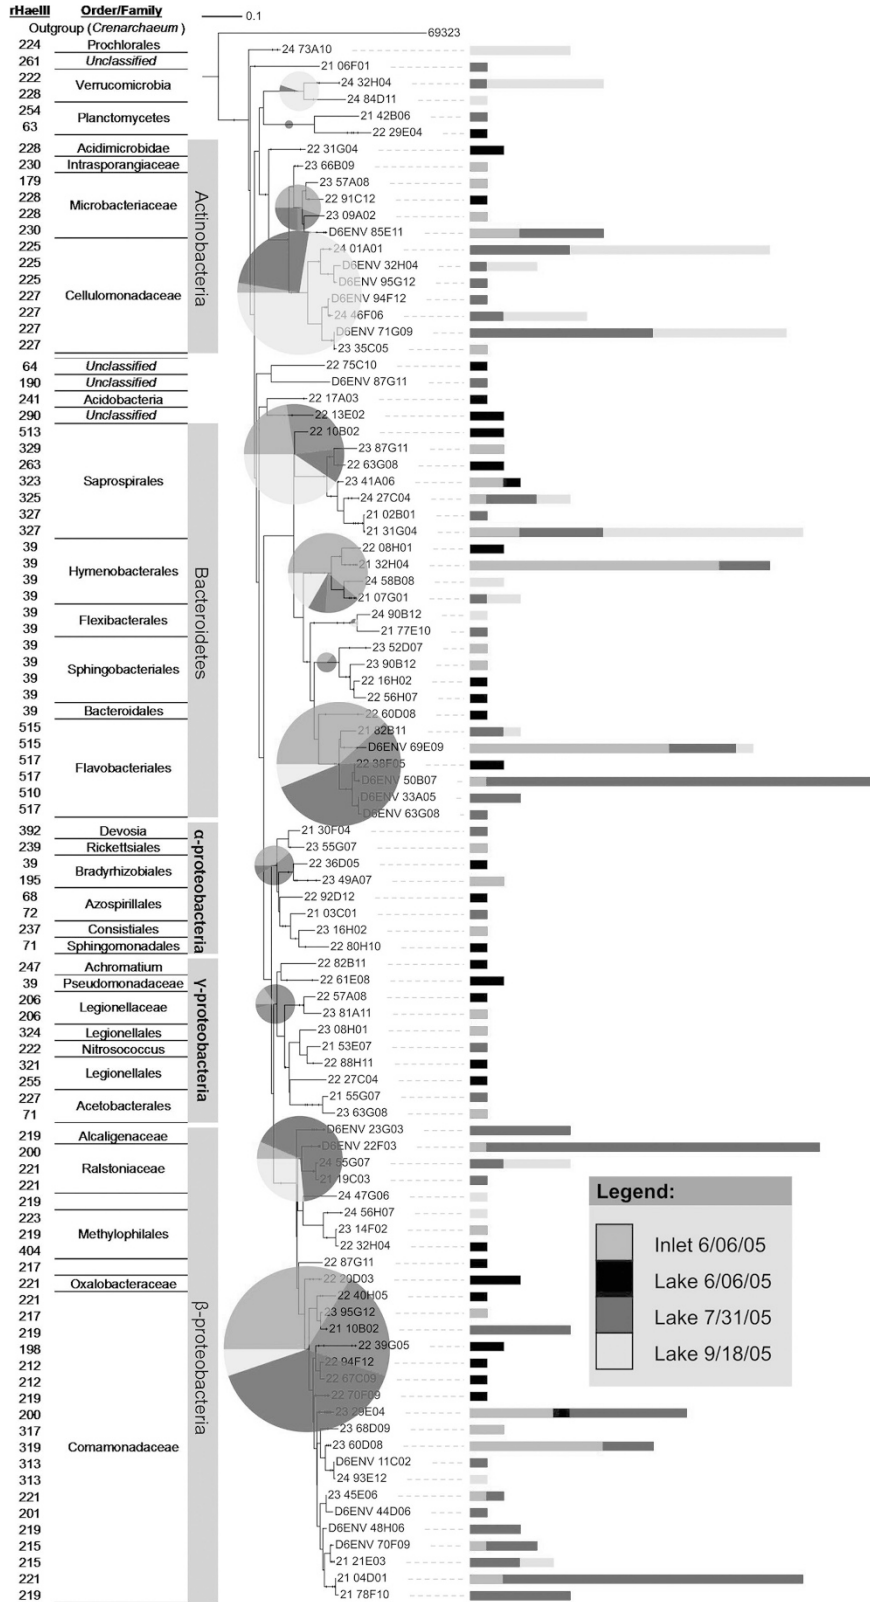 rHaeIII Order/Family 0.1
Outgroup (Crenarchaeum) 69323
224 Prochlorales 24 73A10
261 Unclassified 21 06F01
222 Verrucomicrobia 24 32H04
228 24 84D11
254 Planctomycetes 21 42B06
63 22 29E04
228 Acidimicrobidae 22 31G04
230 Intrasporangiaceae 23 66B09
179 Microbacteriaceae 23 57A08
228 22 91C12
228 23 09A02
230 D6ENV 85E11
Actinobacteria
225 Cellulomonadaceae 24 01A01
225 D6ENV 32H04
225 D6ENV 95G12
227 D6ENV 94F12
227 24 46F06
227 D6ENV 71G09
227 23 35C05
64 Unclassified 22 75C10
190 Unclassified D6ENV 87G11
241 Acidobacteria 22 17A03
290 Unclassified 22 13E02
513 Saprospirales 22 10B02
329 23 87G11
263 22 63G08
323 23 41A06
325 24 27C04
327 21 02B01
327 21 31G04
Bacteroidetes
39 Hymenobacterales 22 08H01
39 21 32H04
39 24 58B08
39 21 07G01
39 Flexibacterales 24 90B12
39 21 77E10
39 Sphingobacteriales 23 52D07
39 23 90B12
39 22 16H02
39 22 56H07
39 Bacteroidales 22 60D08
515 Flavobacteriales 21 82B11
515 D6ENV 69E09
517 22 38F05
517 D6ENV 50B07
510 D6ENV 33A05
517 D6ENV 63G08
α-proteobacteria
392 Devosia 21 30F04
239 Rickettsiales 23 55G07
39 Bradyrhizobiales 22 36D05
195 23 49A07
68 Azospirillales 22 92D12
72 21 03C01
237 Consistiales 23 16H02
71 Sphingomonadales 22 80H10
γ-proteobacteria
247 Achromatium 22 82B11
39 Pseudomonadaceae 22 61E08
206 Legionellaceae 22 57A08
206 23 81A11
324 Legionellales 23 08H01
222 Nitrosococcus 21 53E07
321 Legionellales 22 88H11
255 22 27C04
227 Acetobacterales 21 55G07
71 23 63G08
β-proteobacteria
219 Alcaligenaceae D6ENV 23G03
200 Ralstoniaceae D6ENV 22F03
221 24 55G07
221 21 19C03
219 24 47G06
223 Methylophilales 24 56H07
219 23 14F02
404 22 32H04
217 22 87G11
221 Oxalobacteraceae 22 20D03
221 Comamonadaceae 22 40H05
217 23 95G12
219 21 10B02
198 22 39G05
212 22 94F12
212 22 67C09
219 22 70F09
200 23 29E04
317 23 68D09
319 23 60D08
313 D6ENV 11C02
313 24 93E12
221 23 45E06
201 D6ENV 44D06
219 D6ENV 48H06
215 D6ENV 70F09
215 21 21E03
221 21 04D01
219 21 78F10
Legend:
Inlet 6/06/05
Lake 6/06/05
Lake 7/31/05
Lake 9/18/05